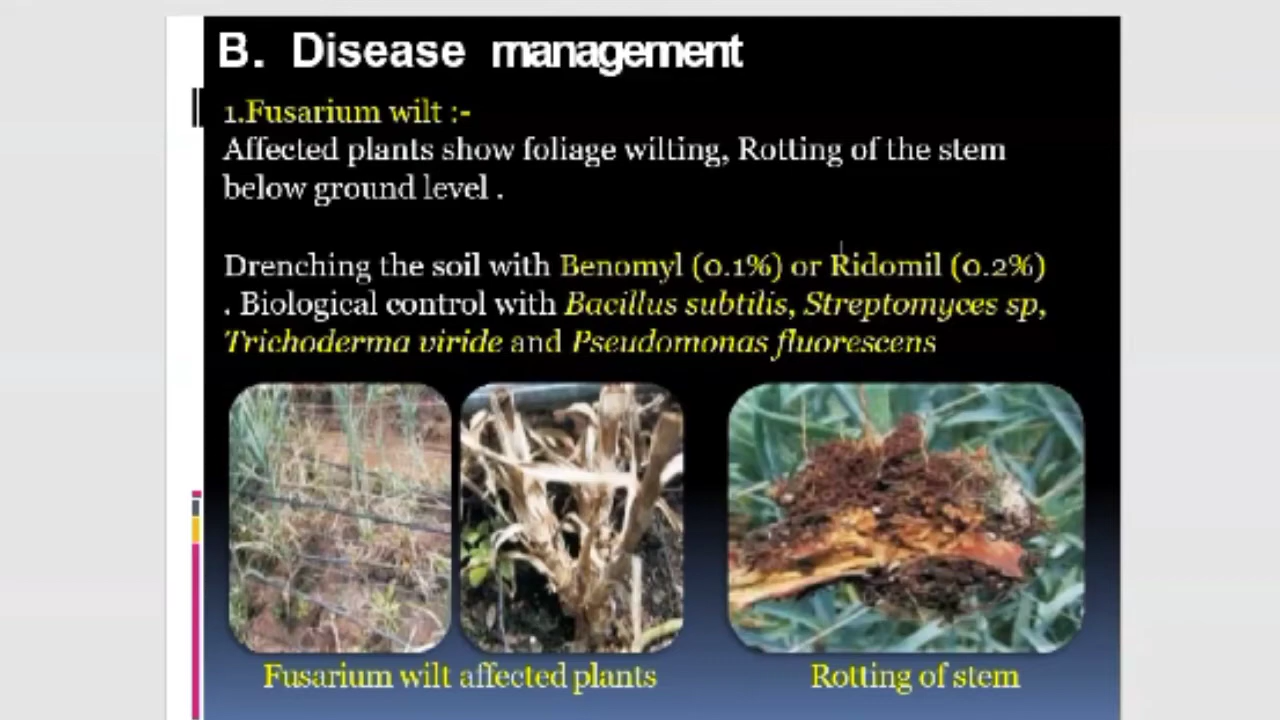 B. Disease management
1.Fusarium wilt :-
Affected plants show foliage wilting, Rotting of the stem
below ground level .
Drenching the soil with Benomyl (0.1%) or Ridomil (0.2%)
. Biological control with Bacillus subtilis, Streptomyces sp,
Trichoderma viride and Pseudomonas fluorescens
Fusarium wilt affected plants
Rotting of stem